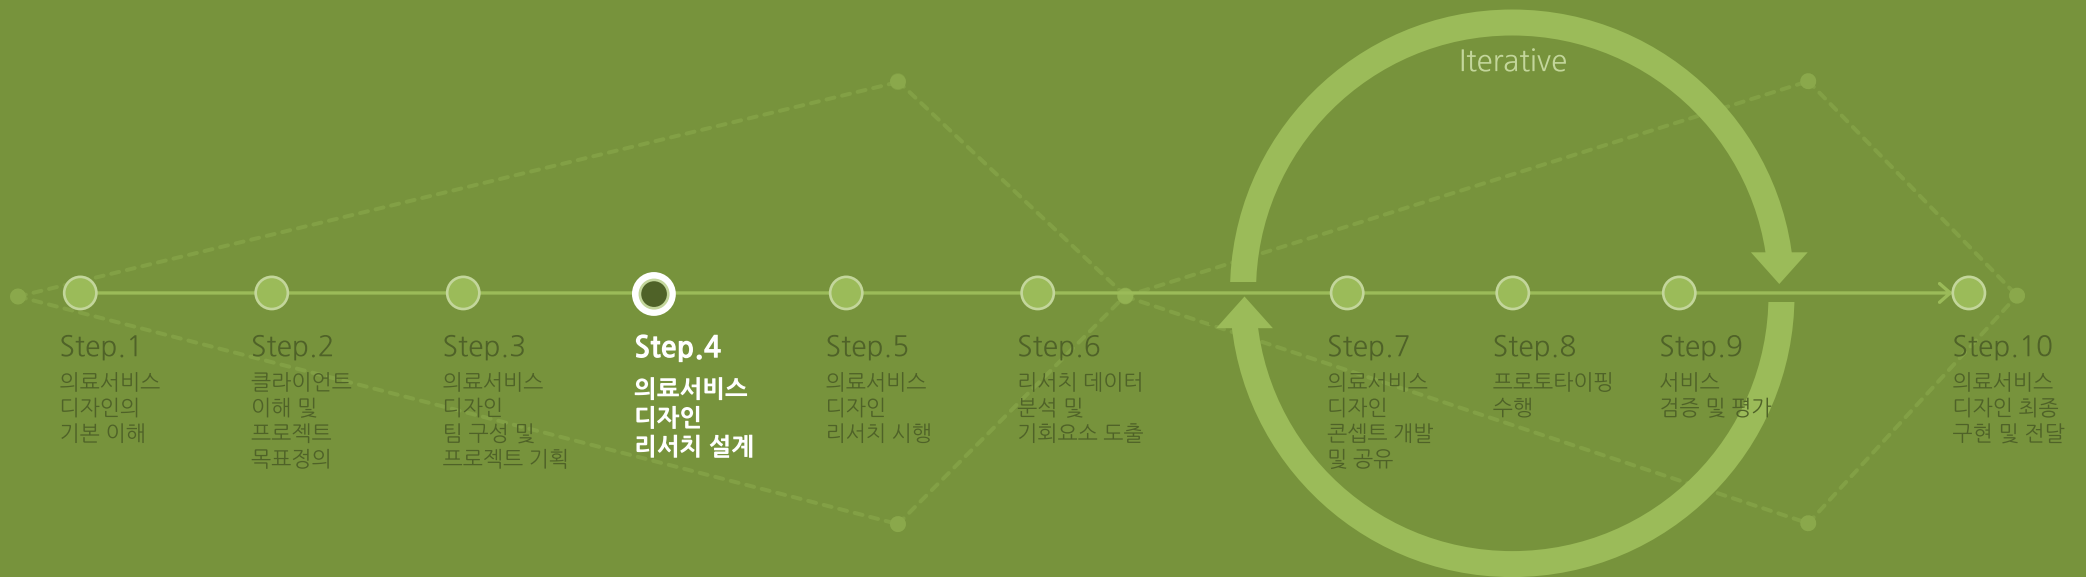 Iterative
Step.1
의료서비스
디자인의
기본 이해
Step.2
클라이언트
이해 및
프로젝트
목표정의
Step.3
의료서비스
디자인
팀 구성 및
프로젝트 기획
Step.4
의료서비스
디자인
리서치 설계
Step.5
의료서비스
디자인
리서치 시행
Step.6
리서치 데이터
분석 및
기회요소 도출
Step.7
의료서비스
디자인
콘셉트 개발
및 공유
Step.8
프로토타이핑
수행
Step.9
서비스
검증 및 평가
Step.10
의료서비스
디자인 최종
구현 및 전달